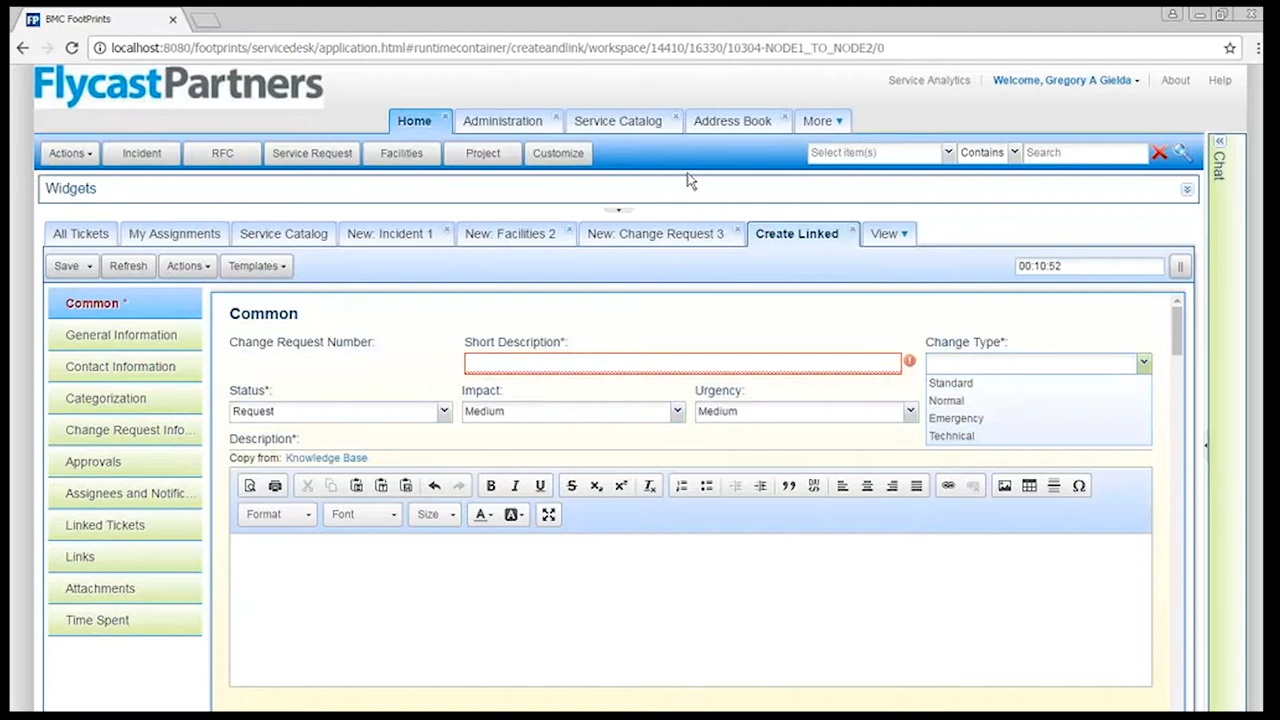 FP BMC FootPrints
localhost:8080/footprints/servicedesk/application.html#runtimecontainer/createandlink/workspace/14410/16330/10304-NODE1_TO_NODE2/0
FlycastPartners
Service Analytics Welcome, Gregory A Gielda About Help
Home Administration Service Catalog Address Book More
Actions Incident RFC Service Request Facilities Project Customize Select item(s) Contains Search
Chat
Widgets
All Tickets My Assignments Service Catalog New: Incident 1 New: Facilities 2 New: Change Request 3 Create Linked View
Save Refresh Actions Templates 00:10:52
Common *
General Information
Contact Information
Categorization
Change Request Info...
Approvals
Assignees and Notific...
Linked Tickets
Links
Attachments
Time Spent
Common
Change Request Number: Short Description*: Change Type*:
Standard
Normal
Emergency
Technical
Status*: Impact: Urgency:
Request Medium Medium
Description*:
Copy from: Knowledge Base
B I U S x₂ x² Tx
Format Font Size A A